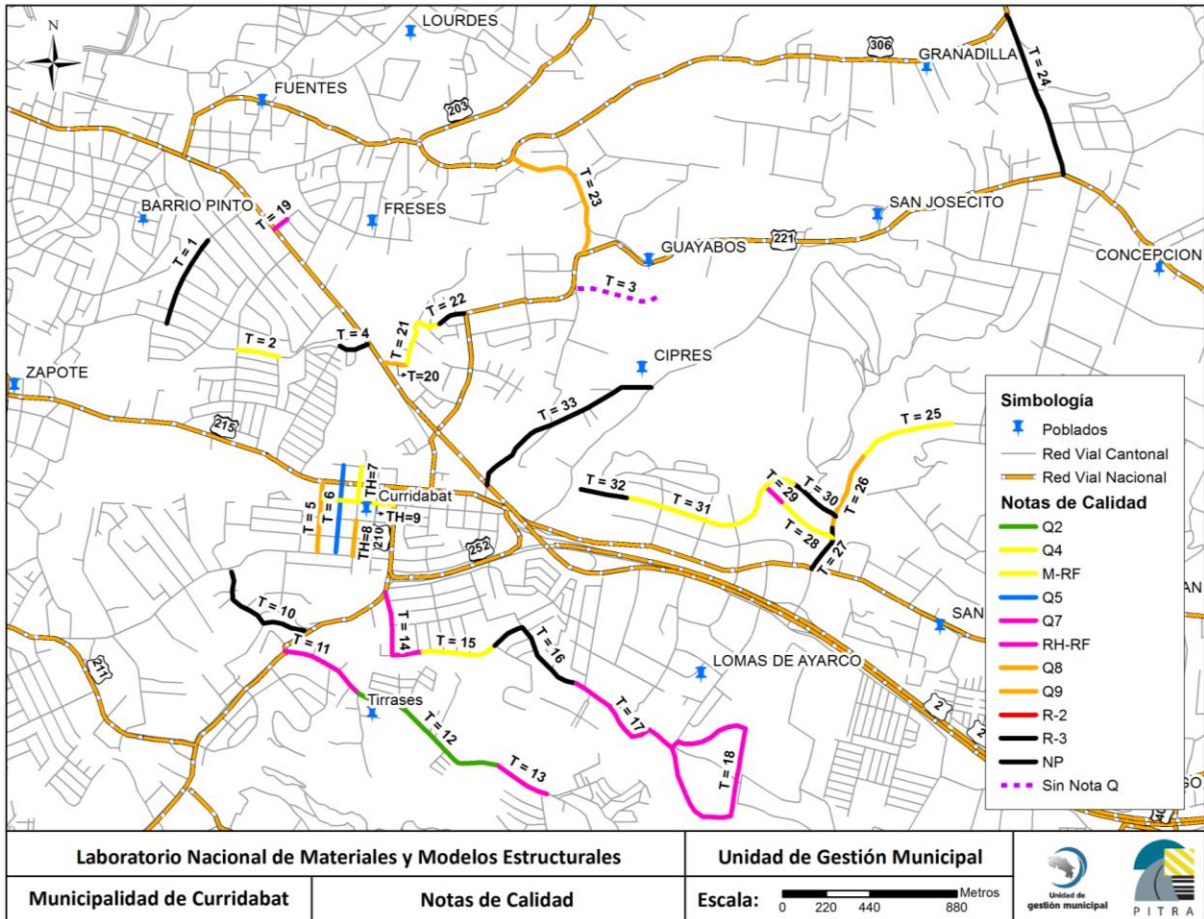 N
LOURDES
306
GRANADILLA
T = 24
FUENTES
203
BARRIO PINTO
T = 19
FRESES
T = 23
SAN JOSECITO
T = 1
GUAYABOS
221
CONCEPCION
T = 3
T = 22
T = 4
T = 21
T = 2
T=20
CIPRES
ZAPOTE
T = 33
215
T = 25
TH=7
T = 6
T = 5
Curridabat
TH=9
TH=8
210
T = 32
T = 31
T = 29
T = 30
T = 26
T = 28
T = 27
252
T = 10
T = 14
T = 15
T = 16
SAN
AN
T = 11
LOMAS DE AYARCO
217
Tirrases
T = 12
T = 17
T = 13
T = 18
2
2
GO
Simbología
Poblados
Red Vial Cantonal
Red Vial Nacional
Notas de Calidad
Q2
Q4
M-RF
Q5
Q7
RH-RF
Q8
Q9
R-2
R-3
NP
Sin Nota Q
Laboratorio Nacional de Materiales y Modelos Estructurales
Unidad de Gestión Municipal
Municipalidad de Curridabat
Notas de Calidad
Escala:
Metros
0 220 440 880
Unidad de
gestión municipal
PITRA